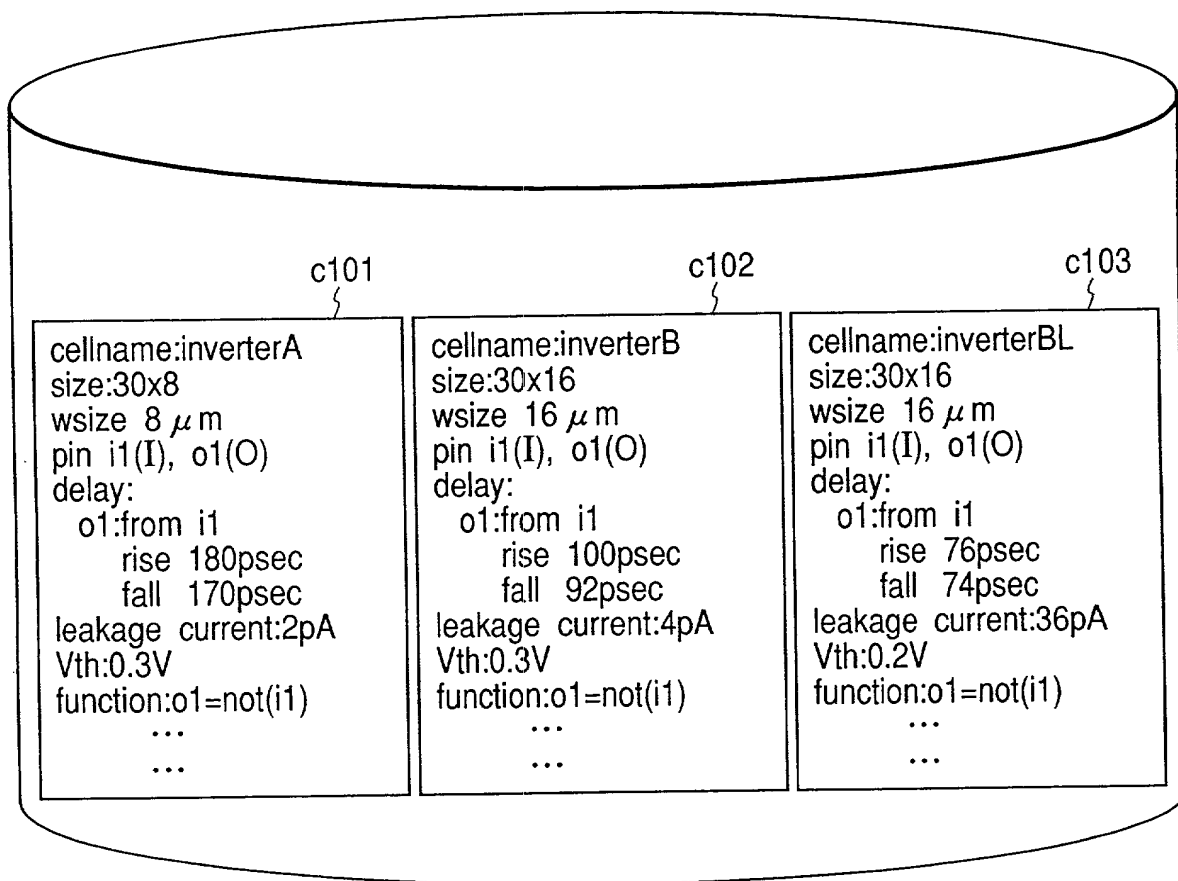 c101
cellname:inverterA
size:30x8
wsize 8 μm
pin i1(I), o1(O)
delay:
o1:from i1
rise 180psec
fall 170psec
leakage current:2pA
Vth:0.3V
function:o1=not(i1)
...
...
c102
cellname:inverterB
size:30x16
wsize 16 μm
pin i1(I), o1(O)
delay:
o1:from i1
rise 100psec
fall 92psec
leakage current:4pA
Vth:0.3V
function:o1=not(i1)
...
...
c103
cellname:inverterBL
size:30x16
wsize 16 μm
pin i1(I), o1(O)
delay:
o1:from i1
rise 76psec
fall 74psec
leakage current:36pA
Vth:0.2V
function:o1=not(i1)
...
...